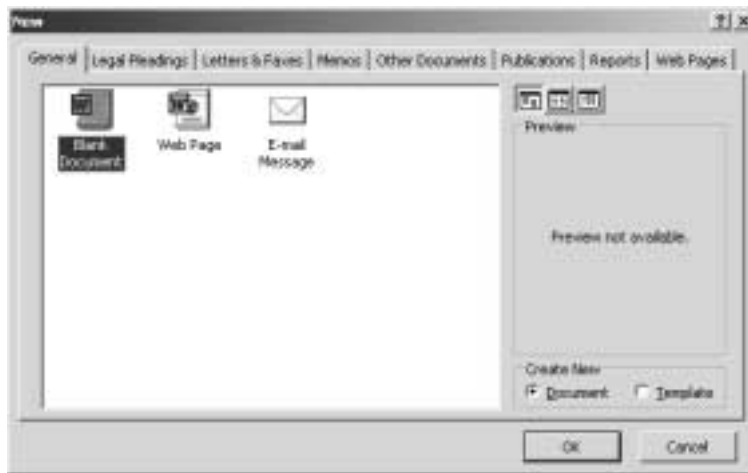 New
General Legal Pleadings Letters & Faxes Memos Other Documents Publications Reports Web Pages
Blank Document
Web Page
E-mail Message
Preview
Preview not available.
Create New
Document Template
OK Cancel